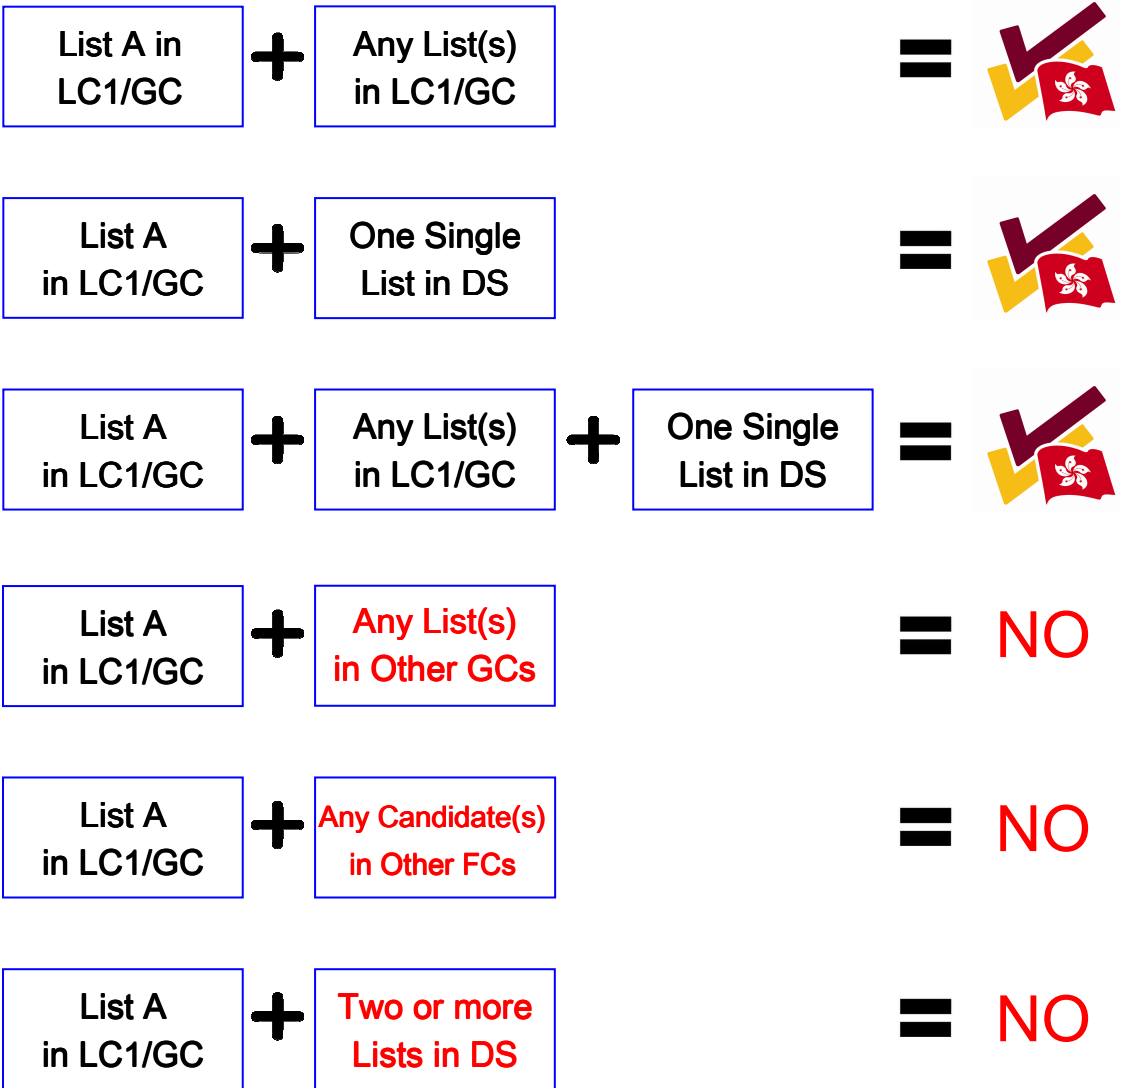 List A in
LC1/GC
+
Any List(s)
in LC1/GC
=
List A
in LC1/GC
+
One Single
List in DS
=
List A
in LC1/GC
+
Any List(s)
in LC1/GC
+
One Single
List in DS
=
List A
in LC1/GC
+
Any List(s)
in Other GCs
=
NO
List A
in LC1/GC
+
Any Candidate(s)
in Other FCs
=
NO
List A
in LC1/GC
+
Two or more
Lists in DS
=
NO